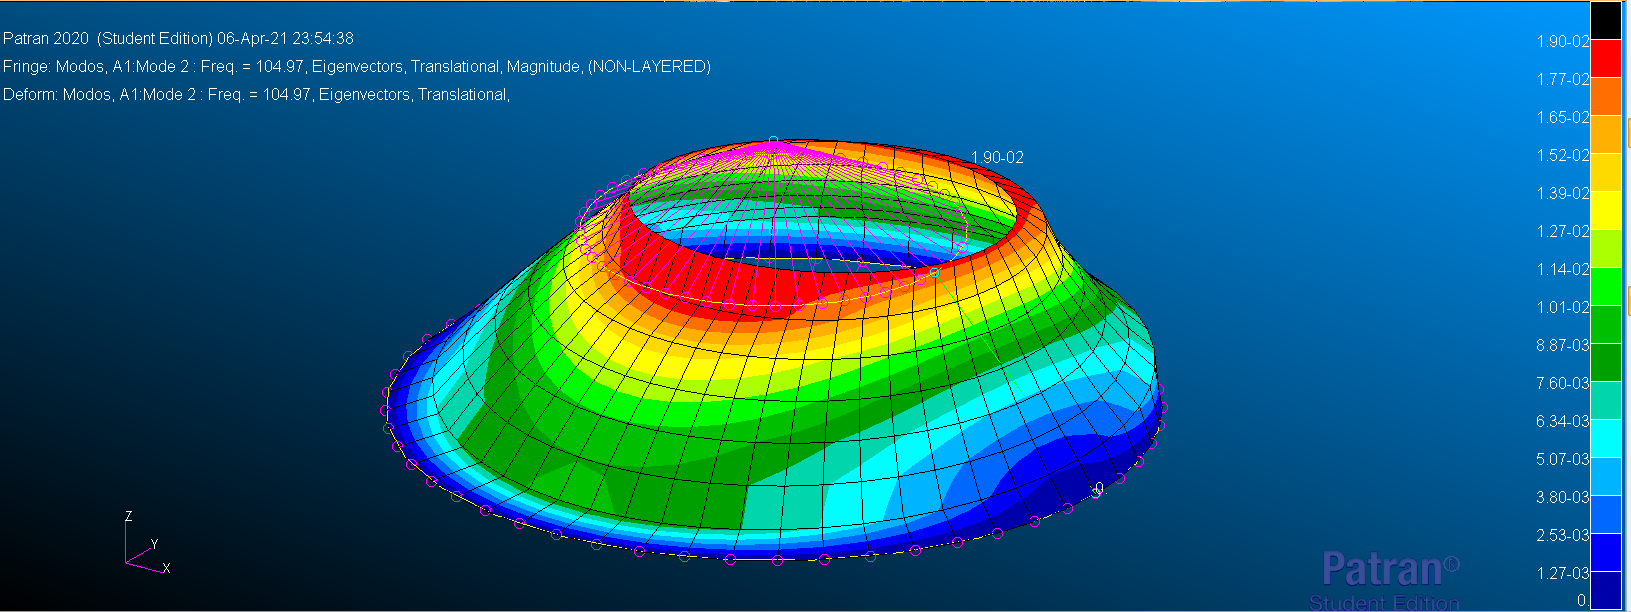 Patran 2020 (Student Edition) 06-Apr-21 23:54:38
Fringe: Modos, A1:Mode 2 : Freq. = 104.97, Eigenvectors, Translational, Magnitude, (NON-LAYERED)
Deform: Modos, A1:Mode 2 : Freq. = 104.97, Eigenvectors, Translational,
1.90-02
1.77-02
1.65-02
1.52-02
1.39-02
1.27-02
1.14-02
1.01-02
8.87-03
7.60-03
6.34-03
5.07-03
3.80-03
2.53-03
1.27-03
0.
1.90-02
0.
Z
Y
X
Patran®
Student Edition